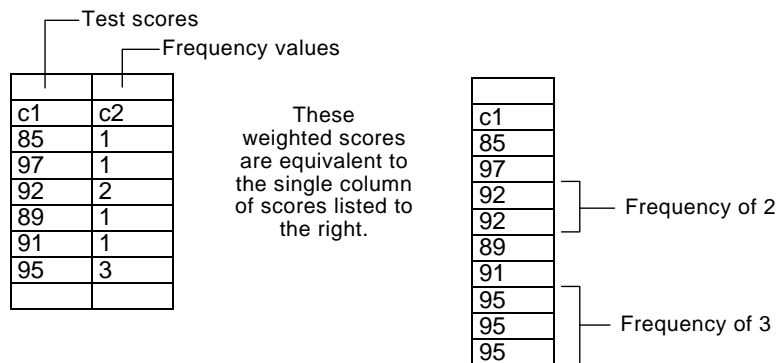 Test scores
Frequency values
c1 c2
85 1
97 1
92 2
89 1
91 1
95 3
These
weighted scores
are equivalent to
the single column
of scores listed to
the right.
c1
85
97
92
92
89
91
95
95
95
Frequency of 2
Frequency of 3